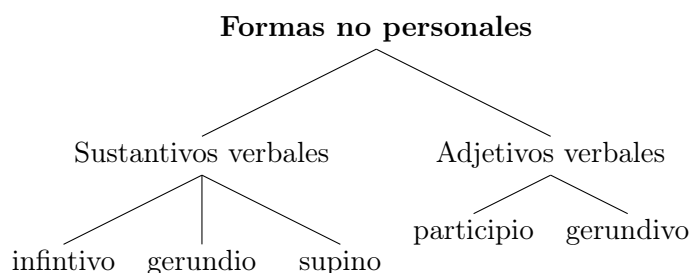 Formas no personales
Sustantivos verbales Adjetivos verbales
participio gerundivo
infintivo gerundio supino